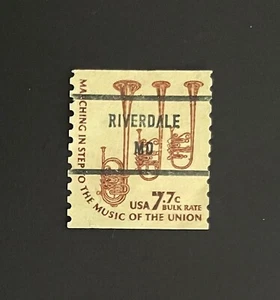 RIVERDALE
MD
MARCHING IN STEP TO THE MUSIC OF THE UNION
USA 7.7c
BULK RATE